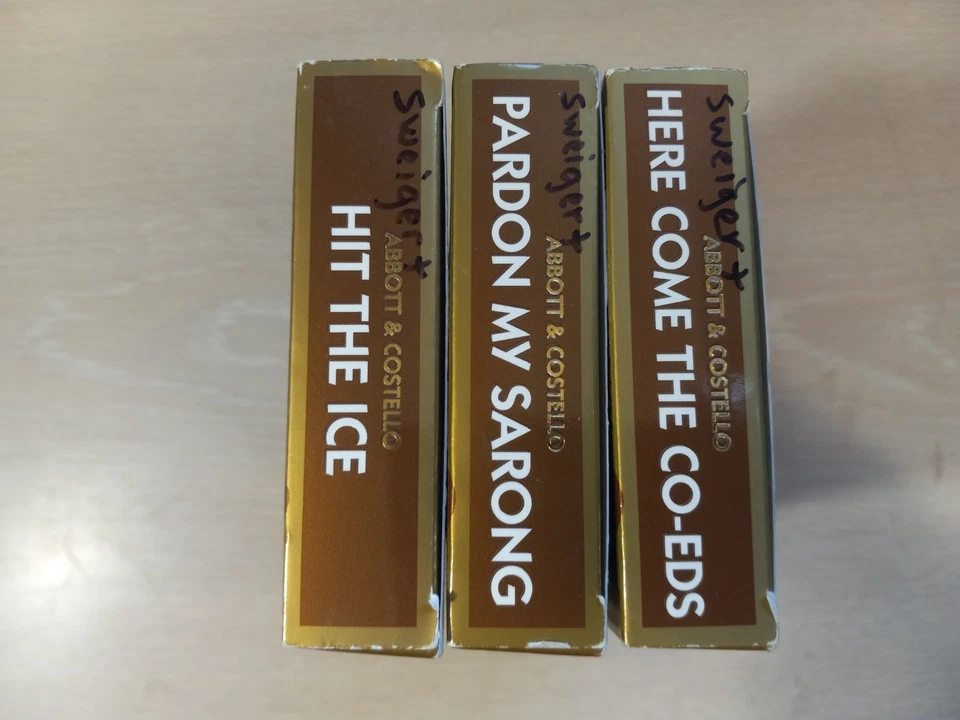 Sweigert
ABBOTT & COSTELLO
HIT THE ICE
Sweigert
ABBOTT & COSTELLO
PARDON MY SARONG
Sweigert
ABBOTT & COSTELLO
HERE COME THE CO-EDS